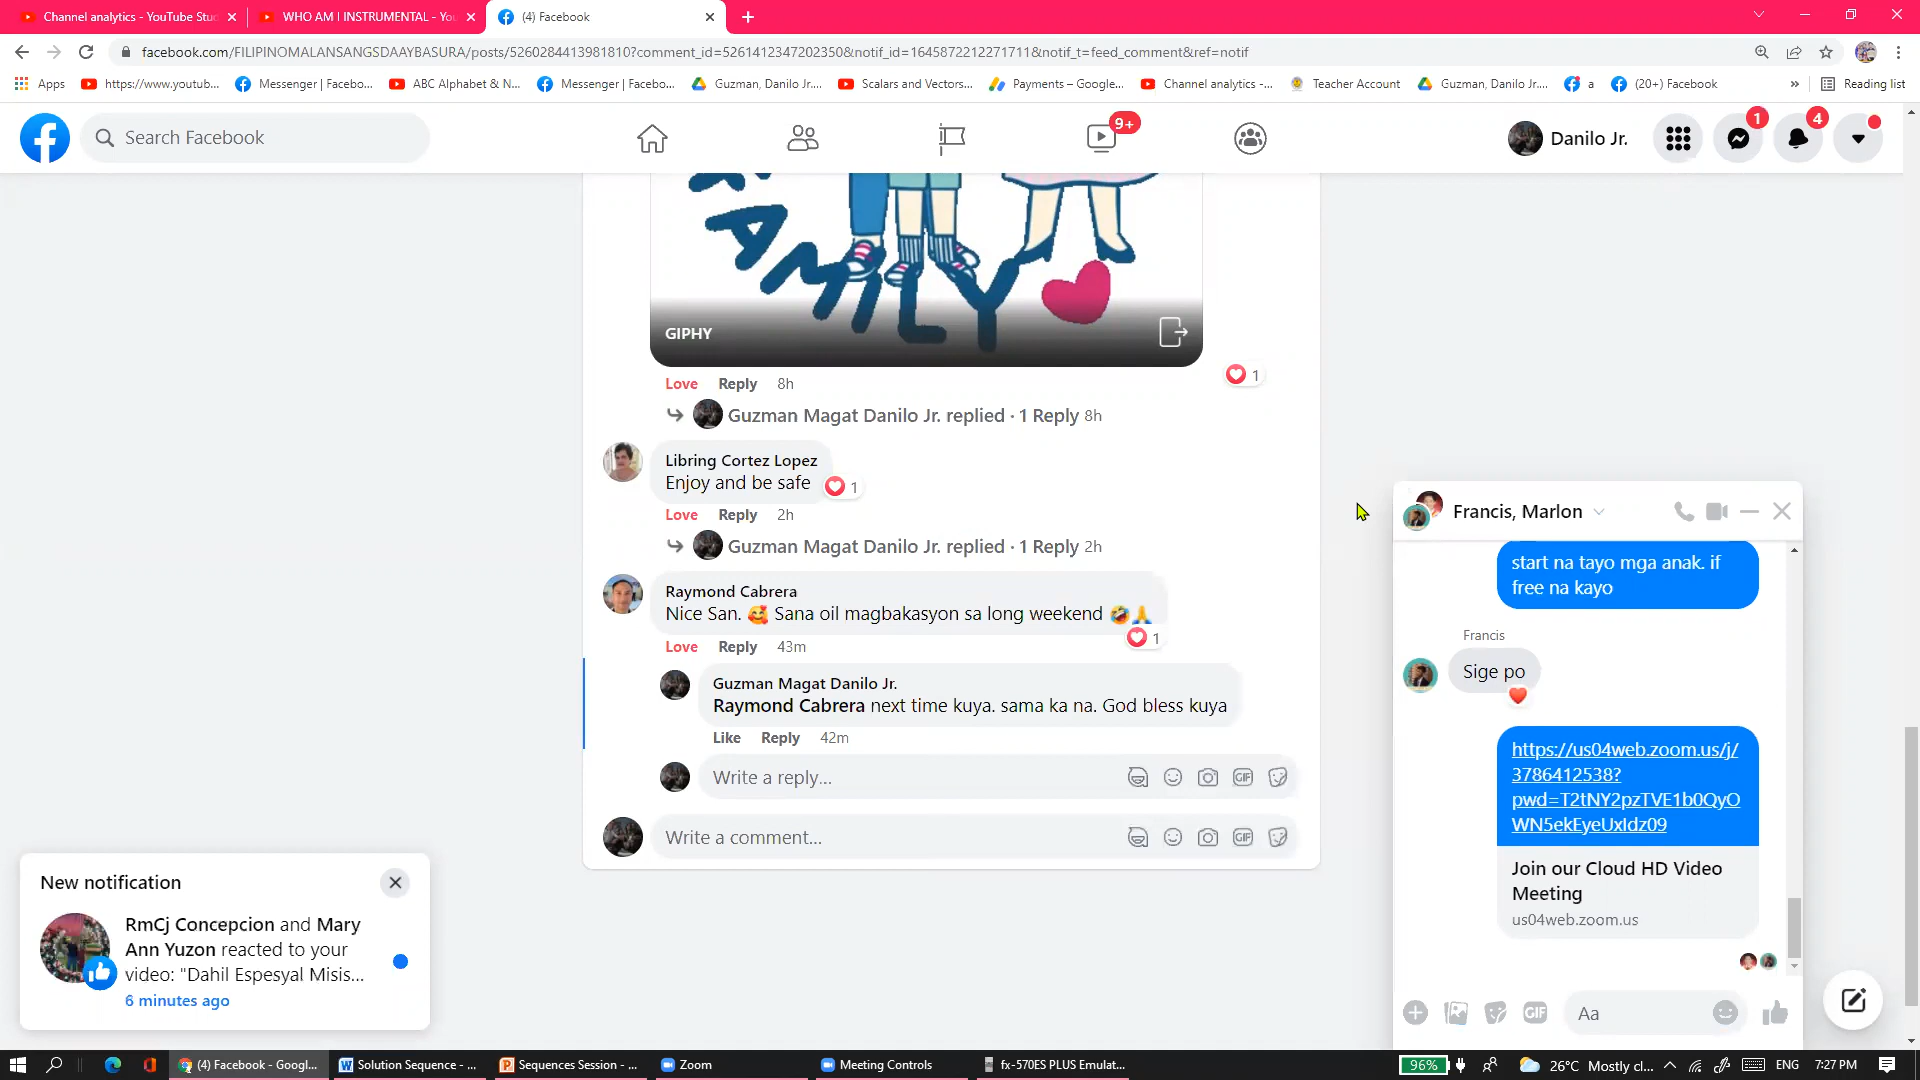 Channel analytics - YouTube Stu
WHO AM I INSTRUMENTAL - You
(4) Facebook
facebook.com/FILIPINOMALANSANGSDAAYBASURA/posts/5260284413981810?comment_id=5261412347202350&notif_id=1645872212271711&notif_t=feed_comment&ref=notif
Apps
https://www.youtub...
Messenger | Facebo...
ABC Alphabet & N...
Messenger | Facebo...
Guzman, Danilo Jr....
Scalars and Vectors...
Payments – Google...
Channel analytics -...
Teacher Account
Guzman, Danilo Jr....
a
(20+) Facebook
»
Reading list
Search Facebook
9+
Danilo Jr.
1
4
FAMILY
GIPHY
1
Love Reply 8h
Guzman Magat Danilo Jr. replied · 1 Reply 8h
Libring Cortez Lopez
Enjoy and be safe
1
Love Reply 2h
Guzman Magat Danilo Jr. replied · 1 Reply 2h
Raymond Cabrera
Nice San. 🥰 Sana oil magbakasyon sa long weekend 🤣🙏
1
Love Reply 43m
Guzman Magat Danilo Jr.
Raymond Cabrera next time kuya. sama ka na. God bless kuya
Like Reply 42m
Write a reply...
GIF
Write a comment...
GIF
New notification
RmCj Concepcion and Mary
Ann Yuzon reacted to your
video: "Dahil Espesyal Misis...
6 minutes ago
Francis, Marlon
start na tayo mga anak. if
free na kayo
Francis
Sige po
https://us04web.zoom.us/j/
3786412538?
pwd=T2tNY2pzTVE1b0QyO
WN5ekEyeUxIdz09
Join our Cloud HD Video
Meeting
us04web.zoom.us
GIF
Aa
(4) Facebook - Googl...
Solution Sequence - ...
Sequences Session - ...
Zoom
Meeting Controls
fx-570ES PLUS Emulat...
96%
26°C Mostly cl...
ENG
7:27 PM